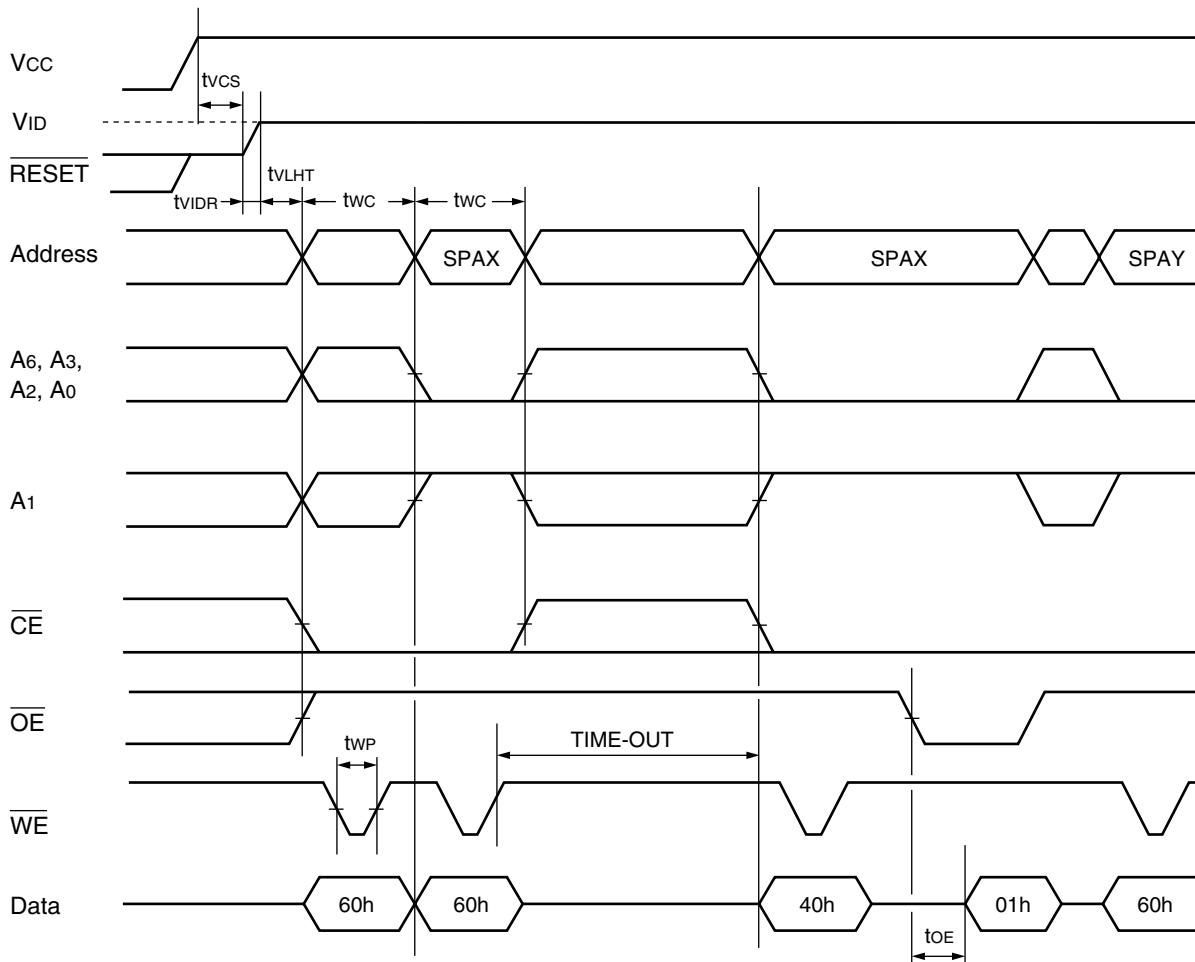 VCC
tVCS
VID
RESET
tVLHT
tVIDR
tWC
tWC
Address
SPAX
SPAX
SPAY
A6, A3,
A2, A0
A1
CE
OE
TIME-OUT
tWP
WE
Data
60h
60h
40h
01h
60h
tOE